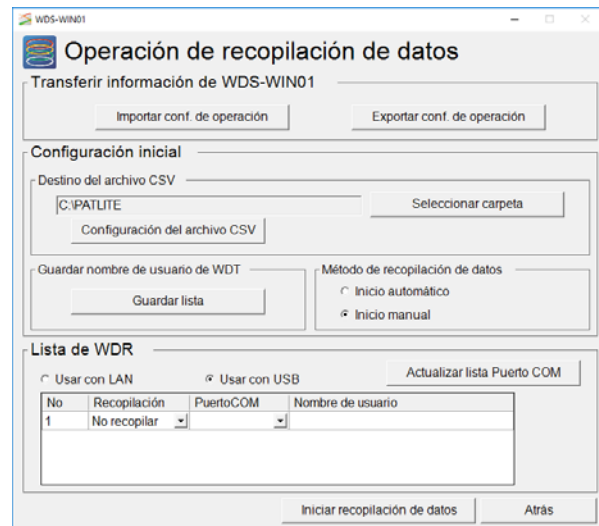 WDS-WIN01
Operación de recopilación de datos
Transferir información de WDS-WIN01
Importar conf. de operación Exportar conf. de operación
Configuración inicial
Destino del archivo CSV
C:\PATLITE Seleccionar carpeta
Configuración del archivo CSV
Guardar nombre de usuario de WDT Método de recopilación de datos
Guardar lista Inicio automático
Inicio manual
Lista de WDR
Usar con LAN Usar con USB Actualizar lista Puerto COM
No Recopilación PuertoCOM Nombre de usuario
1 No recopilar
Iniciar recopilación de datos Atrás